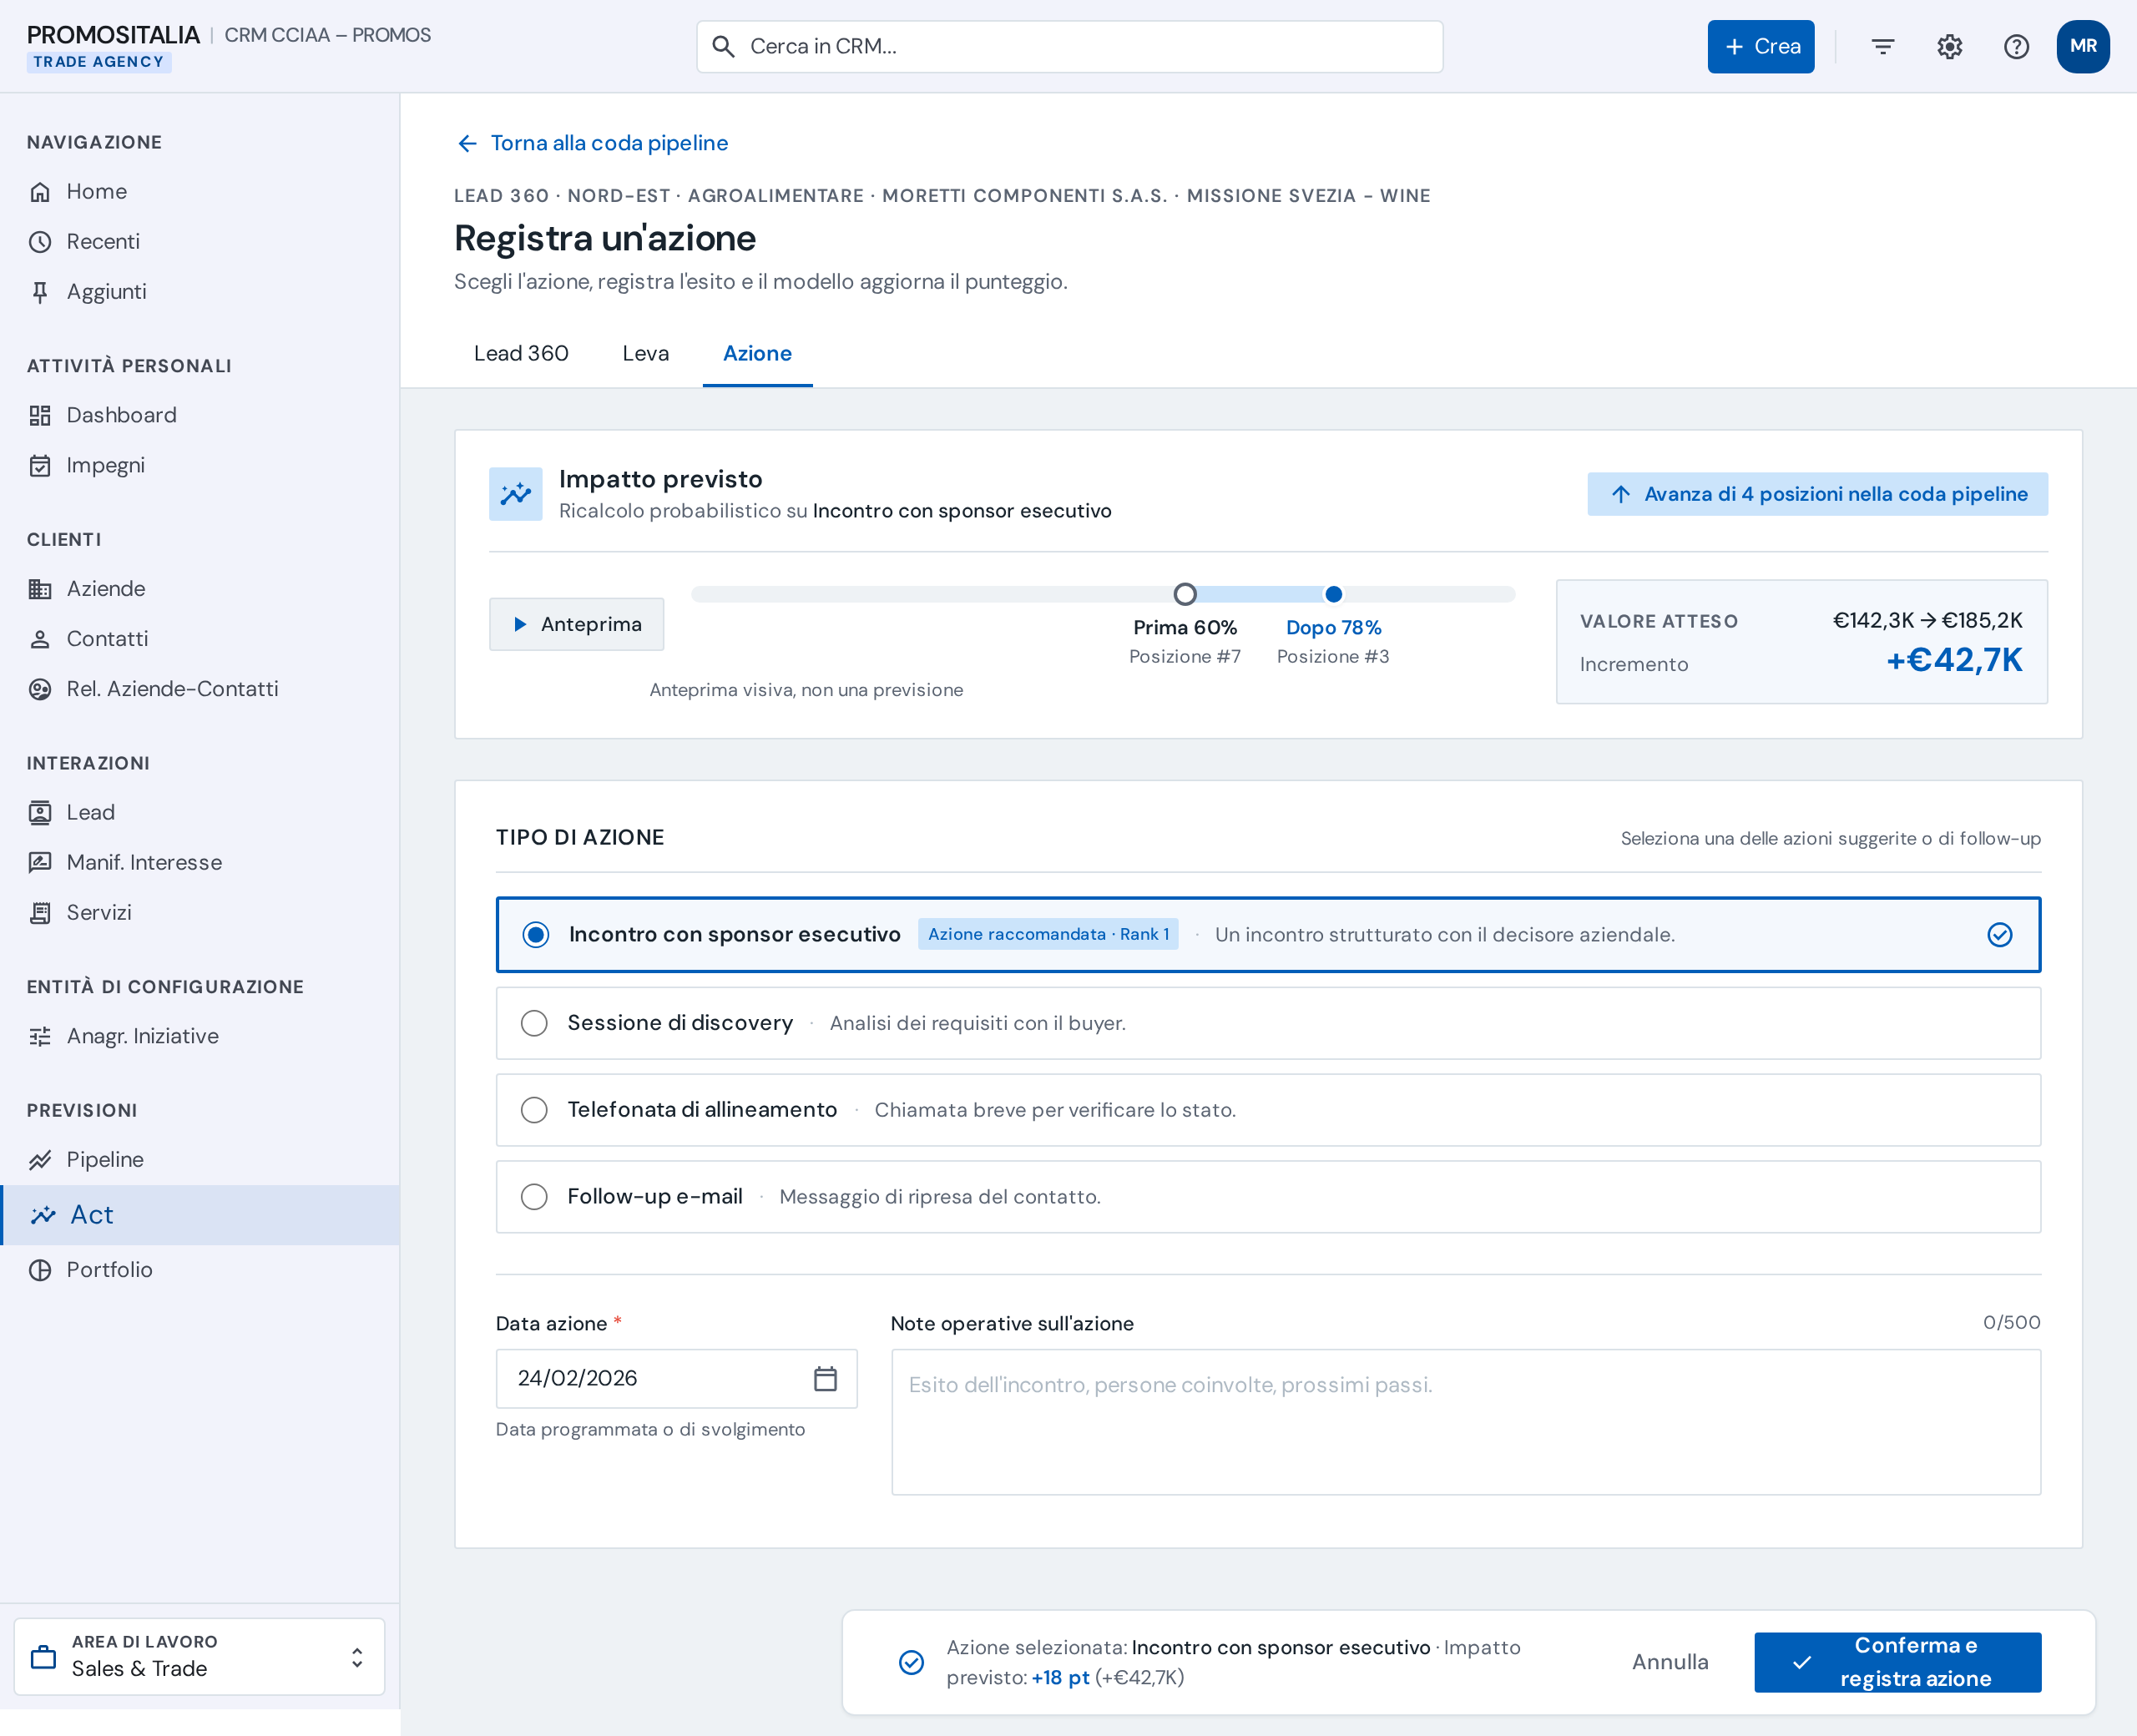 PROMOSITALIA | CRM CCIAA – PROMOS
TRADE AGENCY
Cerca in CRM...
+ Crea
MR
NAVIGAZIONE
Home
Recenti
Aggiunti
ATTIVITÀ PERSONALI
Dashboard
Impegni
CLIENTI
Aziende
Contatti
Rel. Aziende-Contatti
INTERAZIONI
Lead
Manif. Interesse
Servizi
ENTITÀ DI CONFIGURAZIONE
Anagr. Iniziative
PREVISIONI
Pipeline
Act
Portfolio
AREA DI LAVORO
Sales & Trade
Torna alla coda pipeline
LEAD 360 · NORD-EST · AGROALIMENTARE · MORETTI COMPONENTI S.A.S. · MISSIONE SVEZIA - WINE
Registra un'azione
Scegli l'azione, registra l'esito e il modello aggiorna il punteggio.
Lead 360 Leva Azione
Impatto previsto
Ricalcolo probabilistico su Incontro con sponsor esecutivo
Avanza di 4 posizioni nella coda pipeline
Anteprima
Prima 60% Dopo 78%
Posizione #7 Posizione #3
Anteprima visiva, non una previsione
VALORE ATTESO €142,3K → €185,2K
Incremento +€42,7K
TIPO DI AZIONE
Seleziona una delle azioni suggerite o di follow-up
Incontro con sponsor esecutivo Azione raccomandata · Rank 1 · Un incontro strutturato con il decisore aziendale.
Sessione di discovery · Analisi dei requisiti con il buyer.
Telefonata di allineamento · Chiamata breve per verificare lo stato.
Follow-up e-mail · Messaggio di ripresa del contatto.
Data azione *
24/02/2026
Data programmata o di svolgimento
Note operative sull'azione 0/500
Esito dell'incontro, persone coinvolte, prossimi passi.
Azione selezionata: Incontro con sponsor esecutivo · Impatto
previsto: +18 pt (+€42,7K)
Annulla
Conferma e
registra azione